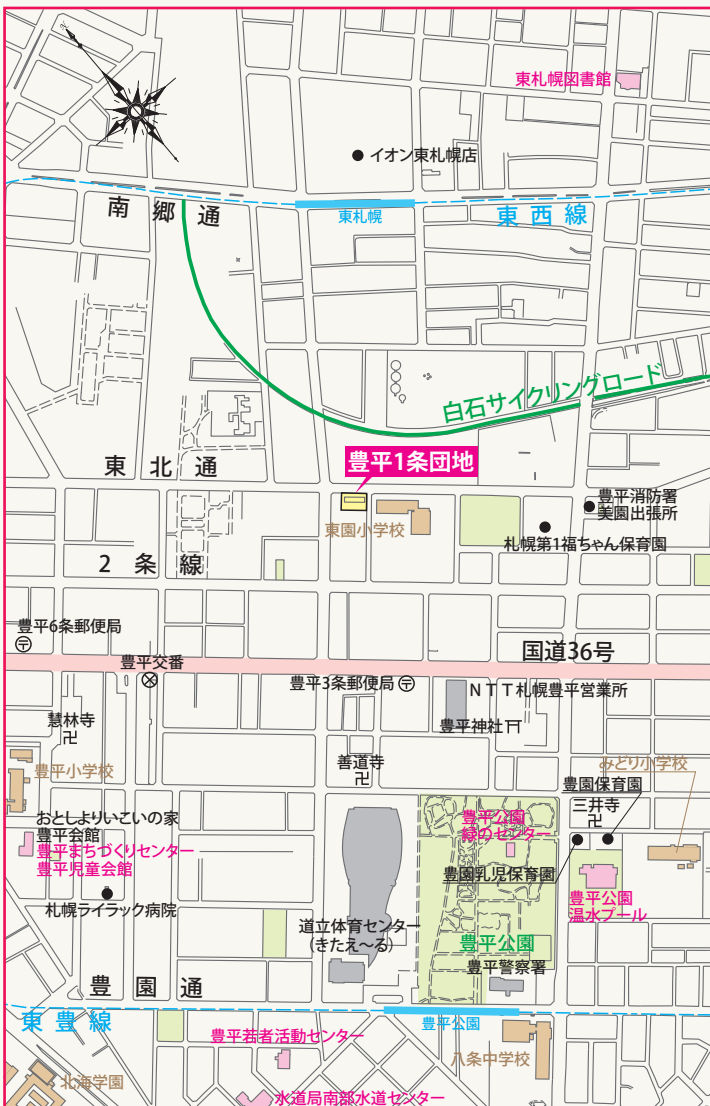 東札幌図書館
イオン東札幌店
南郷通
東札幌
東西線
白石サイクリングロード
東北通
豊平1条団地
東園小学校
豊平消防署
美園出張所
札幌第1福ちゃん保育園
2条線
豊平6条郵便局
国道36号
豊平交番
豊平3条郵便局
NTT札幌豊平営業所
慧林寺
豊平神社
善道寺
豊平小学校
みどり小学校
豊園保育園
三井寺
おとしよりいこいの家
豊平会館
豊平まちづくりセンター
豊平児童会館
豊平公園
緑のセンター
豊園乳児保育園
札幌ライラック病院
豊平公園
温水プール
道立体育センター
(きたえ〜る)
豊平公園
豊平警察署
豊園通
東豊線
豊平公園
豊平若者活動センター
八条中学校
北海学園
水道局南部水道センター